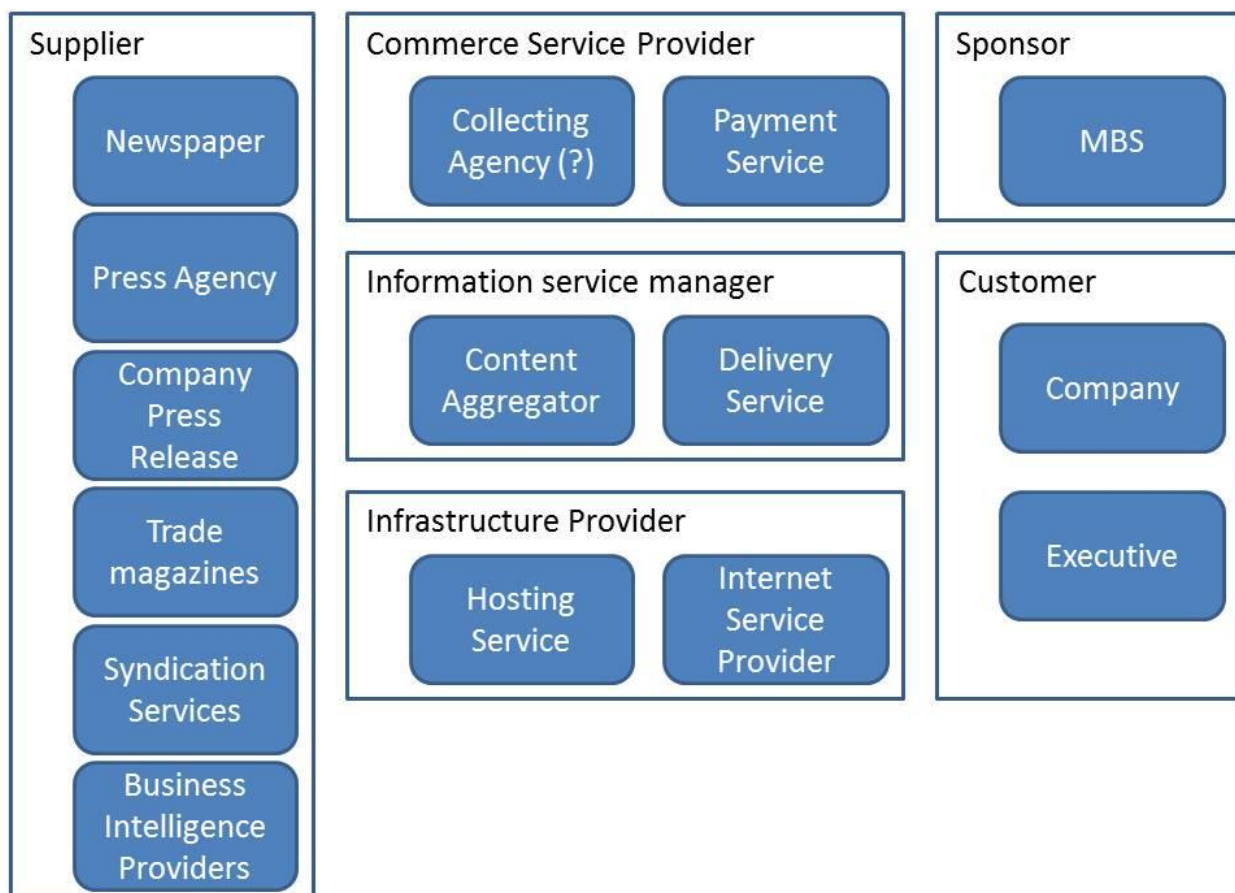 Supplier
Newspaper
Press Agency
Company
Press
Release
Trade
magazines
Syndication
Services
Business
Intelligence
Providers
Commerce Service Provider
Collecting
Agency (?)
Payment
Service
Information service manager
Content
Aggregator
Delivery
Service
Infrastructure Provider
Hosting
Service
Internet
Service
Provider
Sponsor
MBS
Customer
Company
Executive